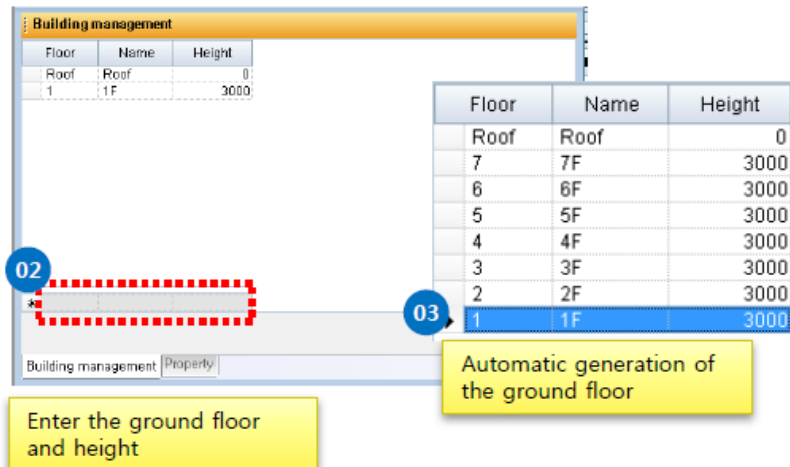 Building management
Floor Name Height
Roof Roof 0
1 1F 3000
02
*
Building management Property
Enter the ground floor
and height
Floor Name Height
Roof Roof 0
7 7F 3000
6 6F 3000
5 5F 3000
4 4F 3000
3 3F 3000
2 2F 3000
03
1 1F 3000
Automatic generation of
the ground floor